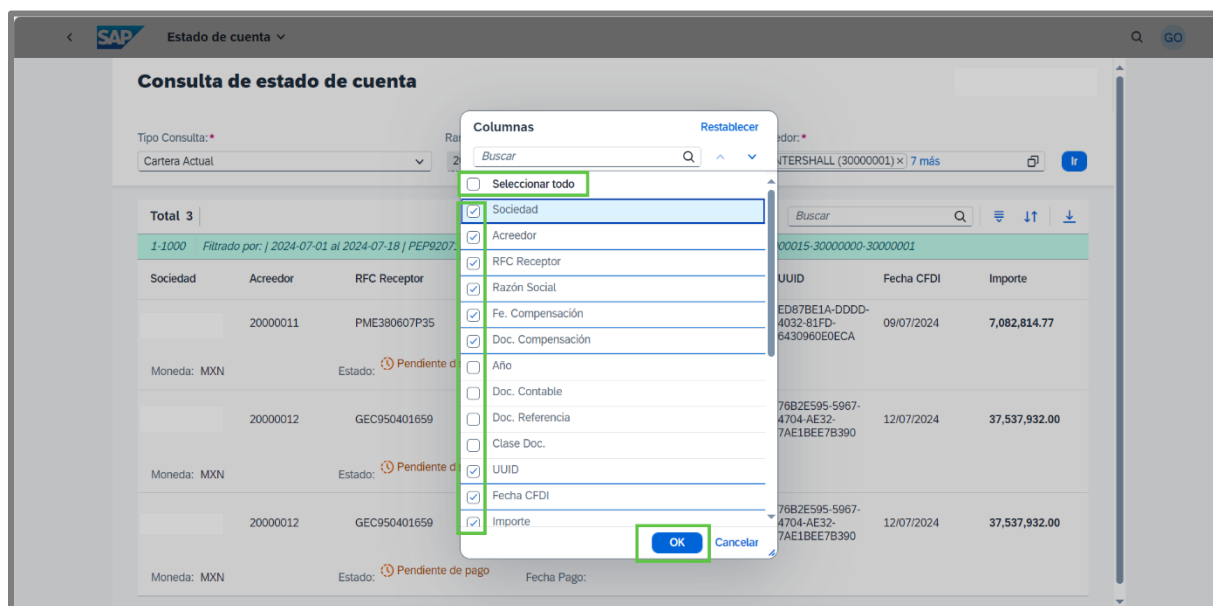 SAP Estado de cuenta GO
Consulta de estado de cuenta
Tipo Consulta:*
Cartera Actual
Ir
Columnas Restablecer
Buscar
Seleccionar todo
Sociedad
Acreedor
RFC Receptor
Razón Social
Fe. Compensación
Doc. Compensación
Año
Doc. Contable
Doc. Referencia
Clase Doc.
UUID
Fecha CFDI
Importe
OK Cancelar
(30000001) 7 más
Total 3 Buscar
1-1000 Filtrado por: | 2024-07-01 al 2024-07-18 |
Sociedad Acreedor RFC Receptor UUID Fecha CFDI Importe
20000011 PME380607P35 ED87BE1A-DDDD-
4032-81FD-
6430960E0ECA 09/07/2024 7,082,814.77
Moneda: MXN Estado: Pendiente
20000012 GEC950401659 76B2E595-5967-
4704-AE32-
7AE1BEE7B390 12/07/2024 37,537,932.00
Moneda: MXN Estado: Pendiente
20000012 GEC950401659 76B2E595-5967-
4704-AE32-
7AE1BEE7B390 12/07/2024 37,537,932.00
Moneda: MXN Estado: Pendiente de pago Fecha Pago: